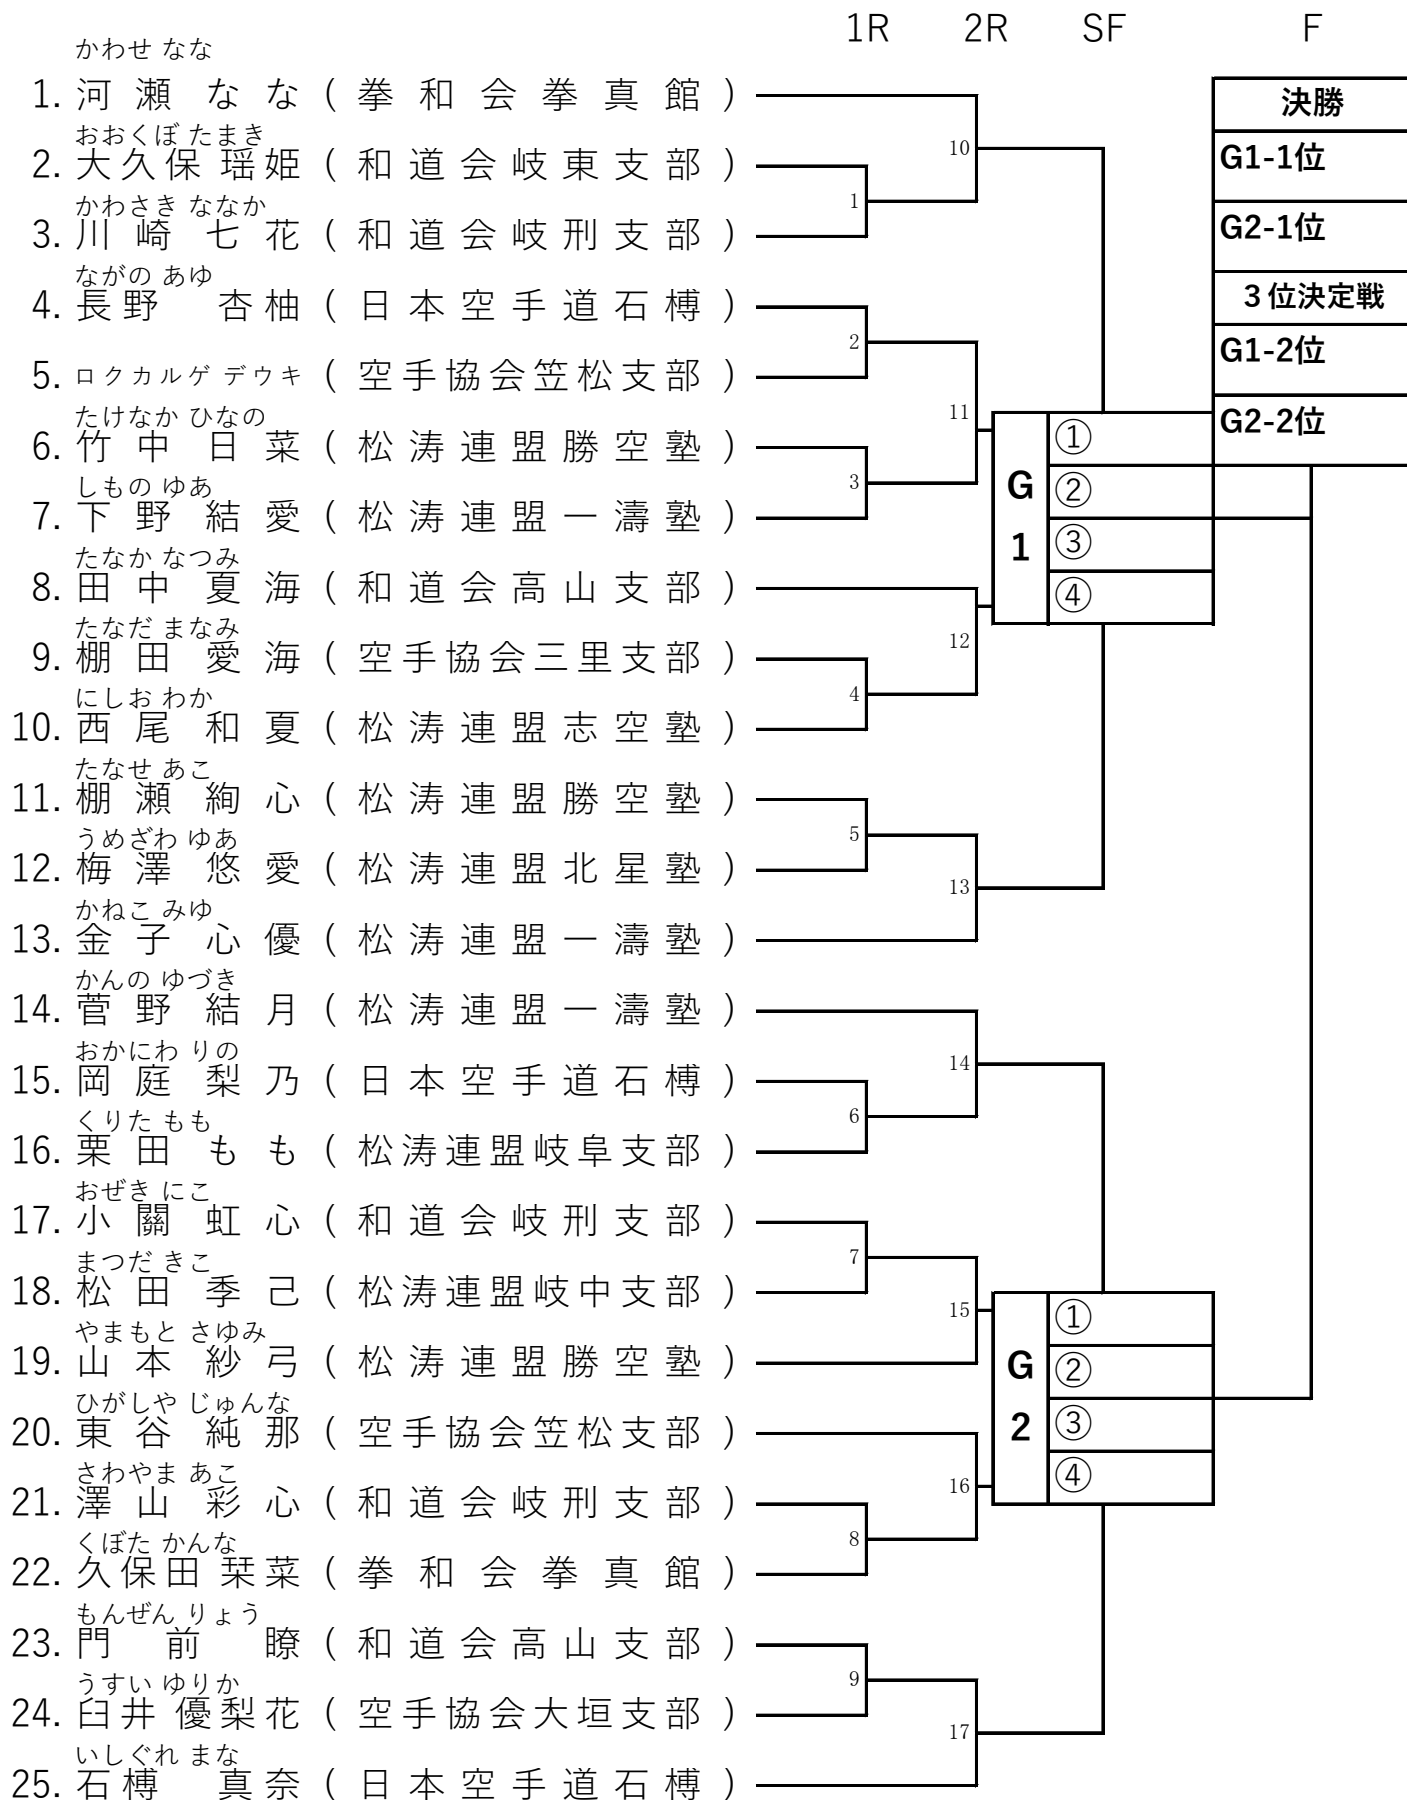 1R 2R SF F
かわせ なな
1. 河瀬 なな ( 拳和会拳真館 )
おおくぼ たまき
2. 大久保 瑶姫 ( 和道会岐東支部 )
かわさき ななか
3. 川崎 七花 ( 和道会岐刑支部 )
ながの あゆ
4. 長野 杏柚 ( 日本空手道石榑 )
5. ロクカルゲ デウキ ( 空手協会笠松支部 )
たけなか ひなの
6. 竹中 日菜 ( 松涛連盟勝空塾 )
しもの ゆあ
7. 下野 結愛 ( 松涛連盟一濤塾 )
たなか なつみ
8. 田中 夏海 ( 和道会高山支部 )
たなだ まなみ
9. 棚田 愛海 ( 空手協会三里支部 )
にしお わか
10. 西尾 和夏 ( 松涛連盟志空塾 )
たなせ あこ
11. 棚瀬 絢心 ( 松涛連盟勝空塾 )
うめざわ ゆあ
12. 梅澤 悠愛 ( 松涛連盟北星塾 )
かねこ みゆ
13. 金子 心優 ( 松涛連盟一濤塾 )
かんの ゆづき
14. 菅野 結月 ( 松涛連盟一濤塾 )
おかにわ りの
15. 岡庭 梨乃 ( 日本空手道石榑 )
くりた もも
16. 栗田 もも ( 松涛連盟岐阜支部 )
おぜき にこ
17. 小關 虹心 ( 和道会岐刑支部 )
まつだ きこ
18. 松田 季己 ( 松涛連盟岐中支部 )
やまもと さゆみ
19. 山本 紗弓 ( 松涛連盟勝空塾 )
ひがしや じゅんな
20. 東谷 純那 ( 空手協会笠松支部 )
さわやま あこ
21. 澤山 彩心 ( 和道会岐刑支部 )
くぼた かんな
22. 久保田 栞菜 ( 拳和会拳真館 )
もんぜん りょう
23. 門前 瞭 ( 和道会高山支部 )
うすい ゆりか
24. 臼井 優梨花 ( 空手協会大垣支部 )
いしぐれ まな
25. 石榑 真奈 ( 日本空手道石榑 )
1
2
3
4
5
6
7
8
9
10
11
12
13
14
15
16
17
G1
①
②
③
④
G2
①
②
③
④
決勝
G1-1位
G2-1位
３位決定戦
G1-2位
G2-2位